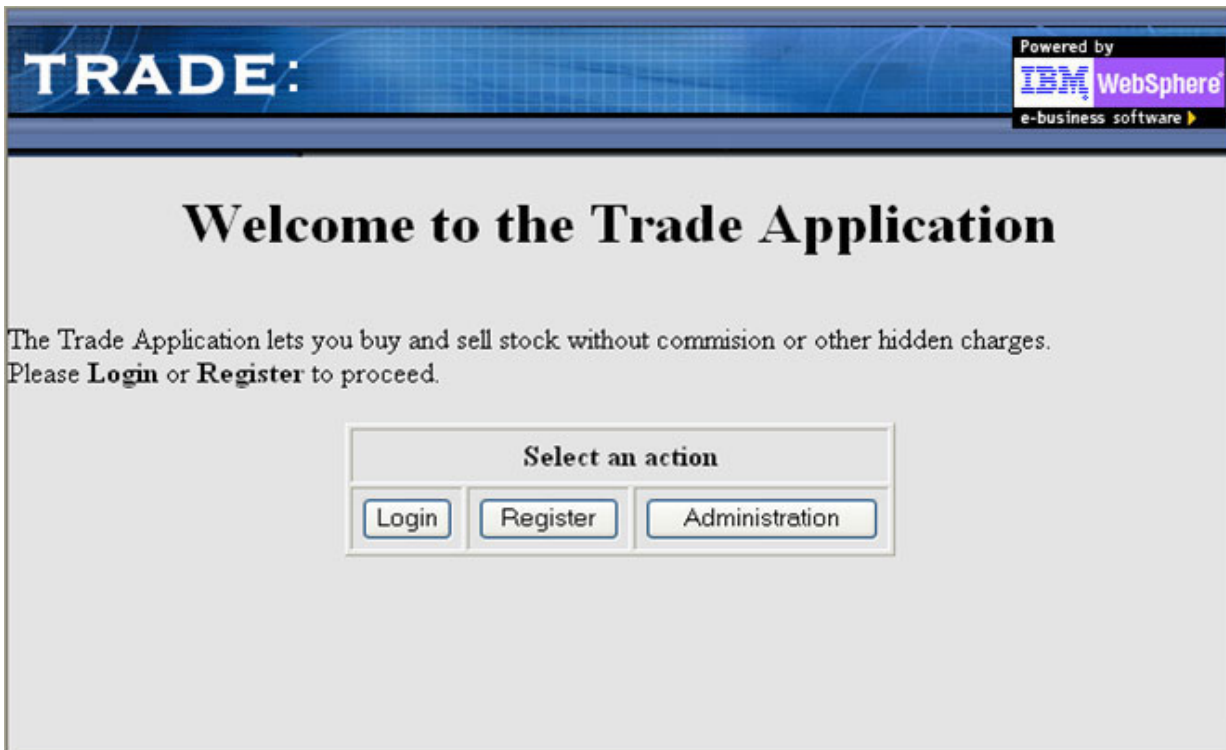 TRADE:
Powered by
IBM WebSphere
e-business software
Welcome to the Trade Application
The Trade Application lets you buy and sell stock without commision or other hidden charges.
Please Login or Register to proceed.
Select an action
Login Register Administration